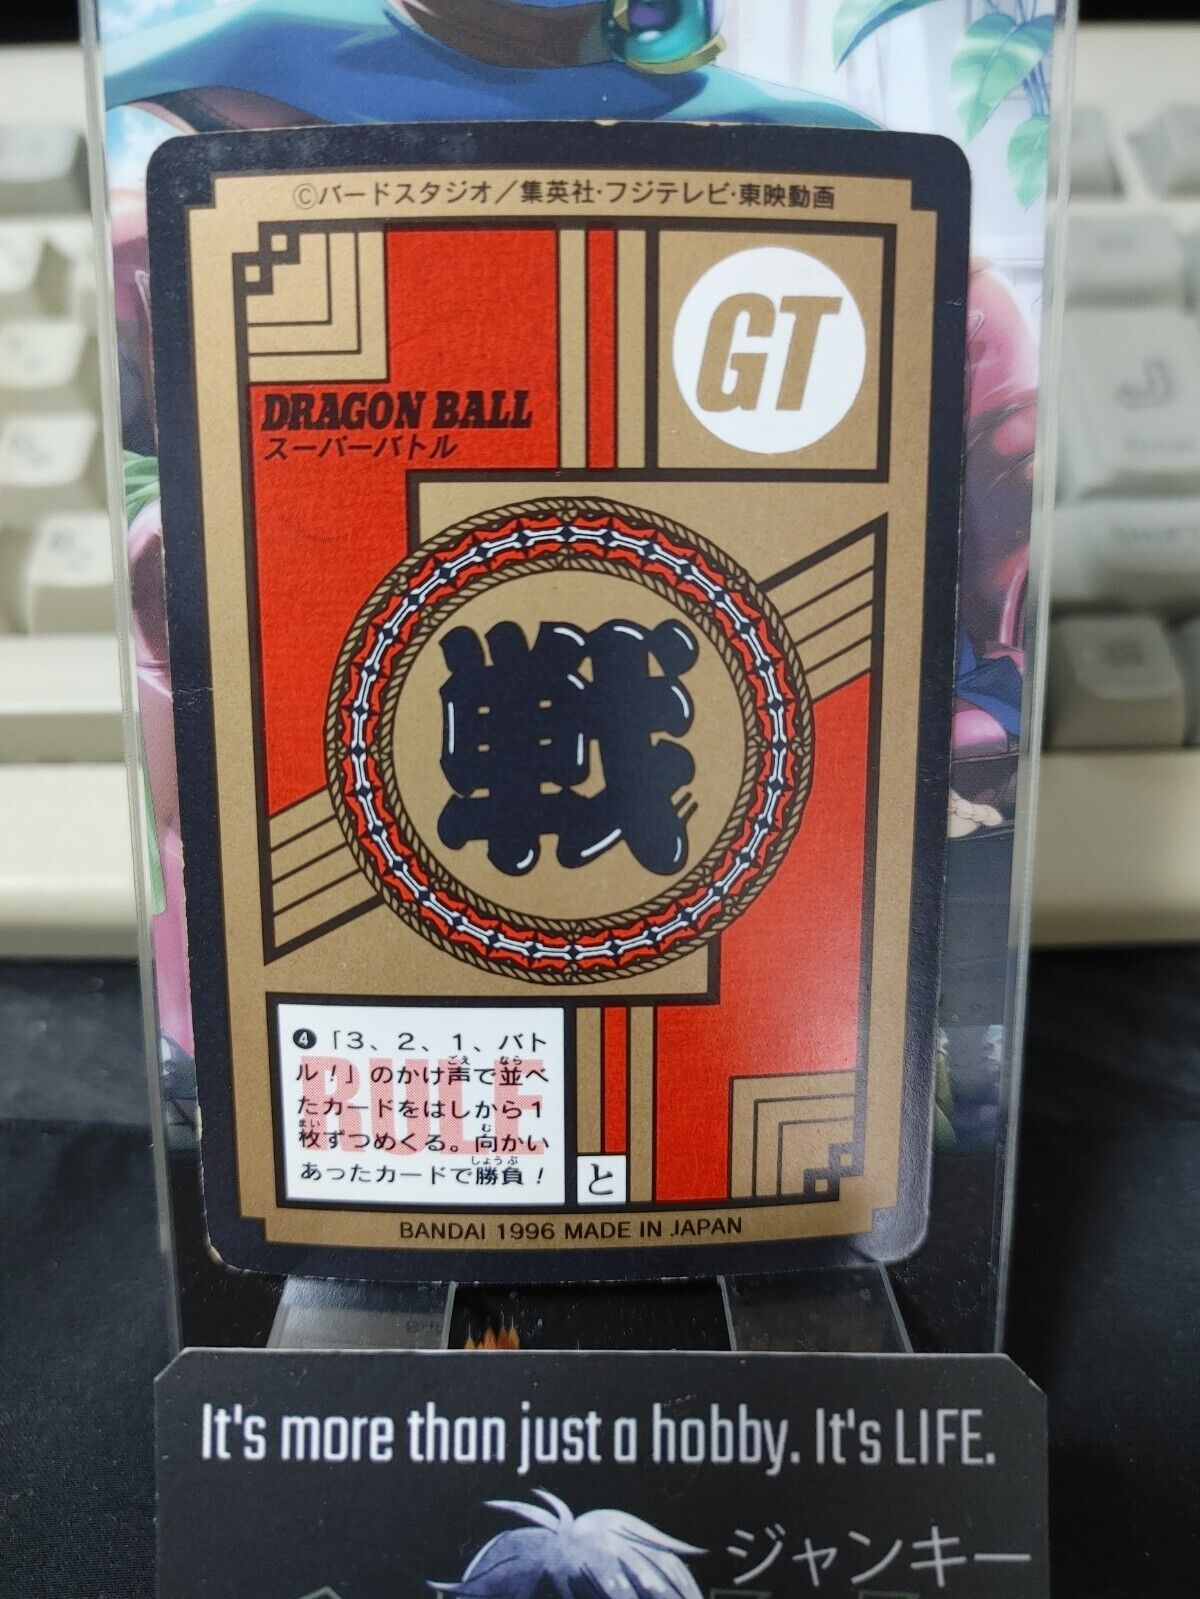 ©バードスタジオ／集英社・フジテレビ・東映動画
GT
DRAGON BALL
スーパーバトル
戦
RULE
❹「3、2、1、バト
ル！」のかけ声で並べ
たカードをはしから1
枚ずつめくる。向かい
あったカードで勝負！
と
BANDAI 1996 MADE IN JAPAN
It's more than just a hobby. It's LIFE.
ジャンキー